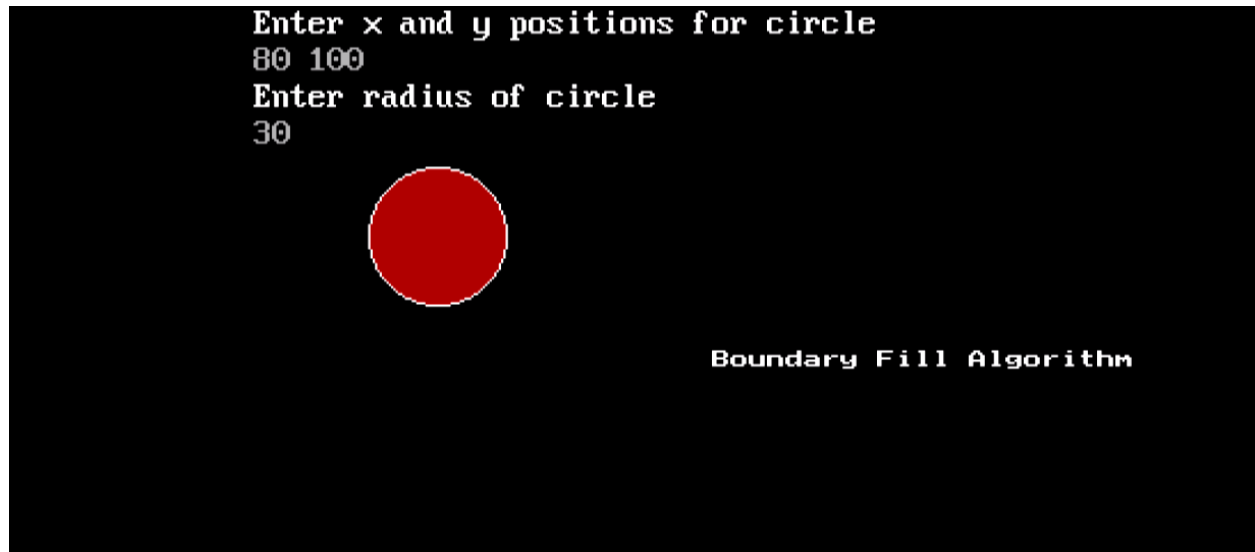 Enter x and y positions for circle
80 100
Enter radius of circle
30
Boundary Fill Algorithm